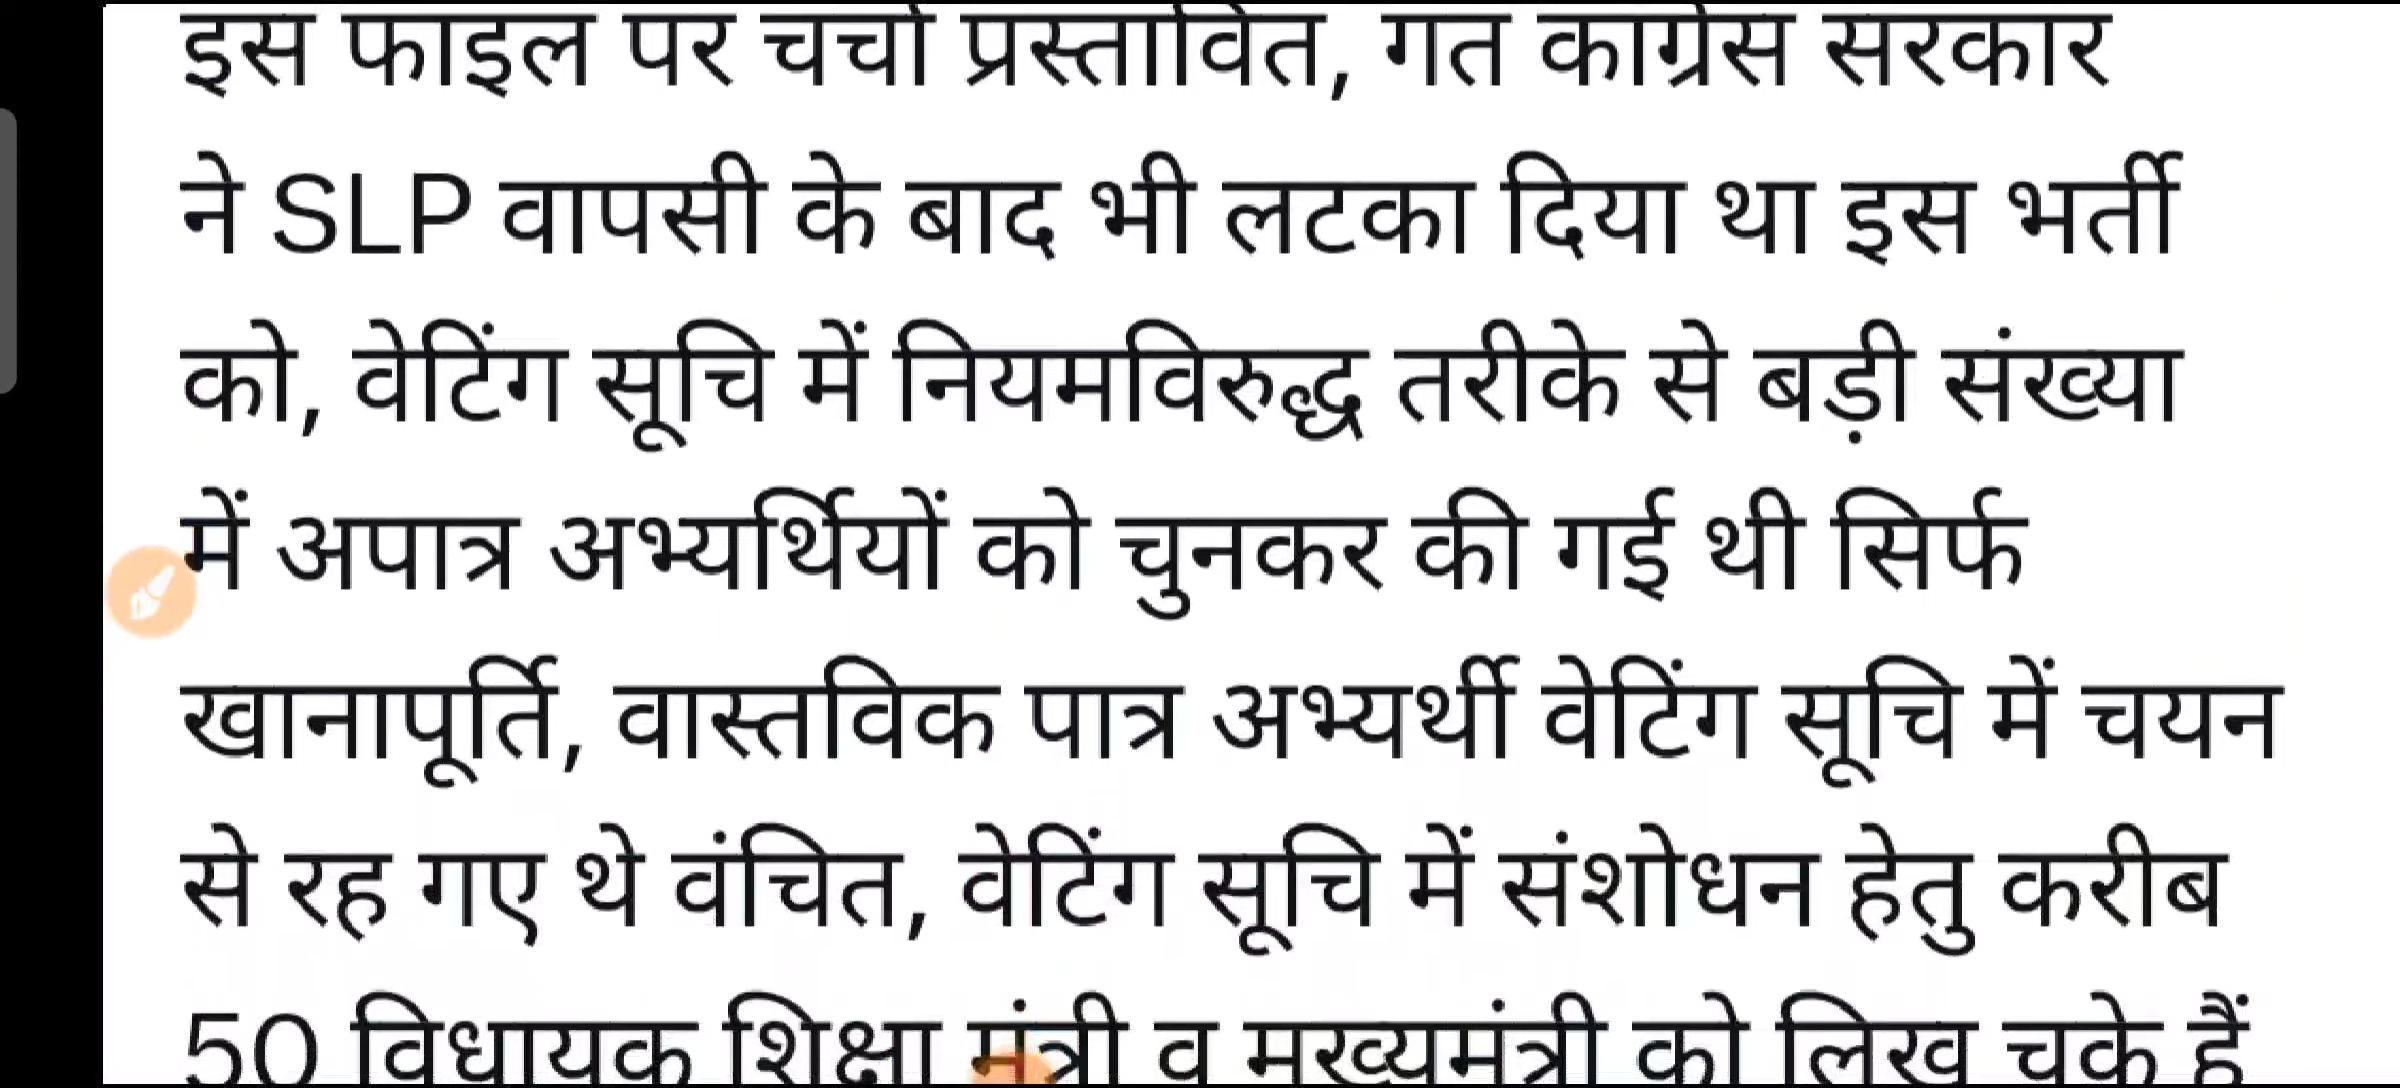 इस फाइल पर चर्चा प्रस्तावित, गत कांग्रेस सरकार
ने SLP वापसी के बाद भी लटका दिया था इस भर्ती
को, वेटिंग सूचि में नियमविरुद्ध तरीके से बड़ी संख्या
में अपात्र अभ्यर्थियों को चुनकर की गई थी सिर्फ
खानापूर्ति, वास्तविक पात्र अभ्यर्थी वेटिंग सूचि में चयन
से रह गए थे वंचित, वेटिंग सूचि में संशोधन हेतु करीब
50 विधायक शिक्षा मंत्री व मुख्यमंत्री को लिख चुके हैं